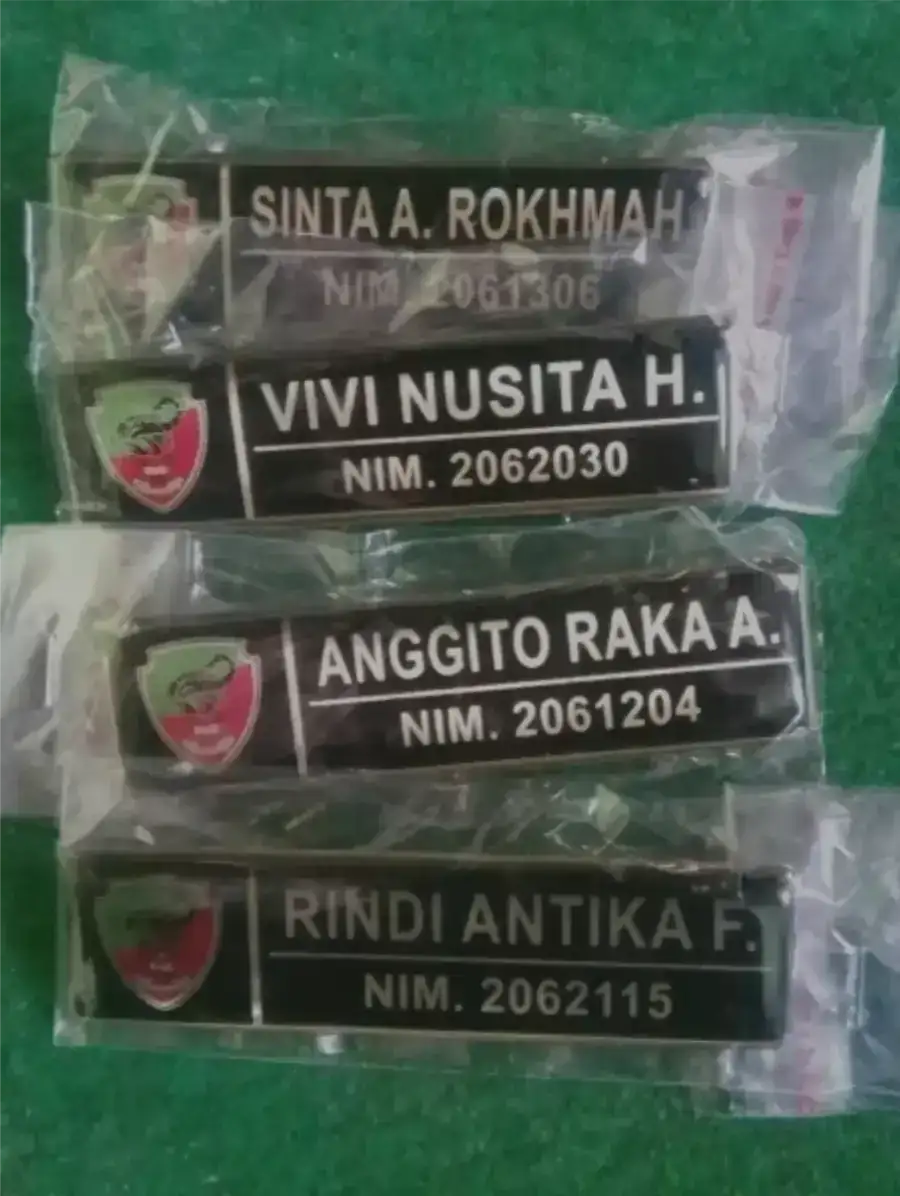 SINTA A. ROKHMAH
NIM. 2061306
VIVI NUSITA H.
NIM. 2062030
ANGGITO RAKA A.
NIM. 2061204
RINDI ANTIKA F.
NIM. 2062115